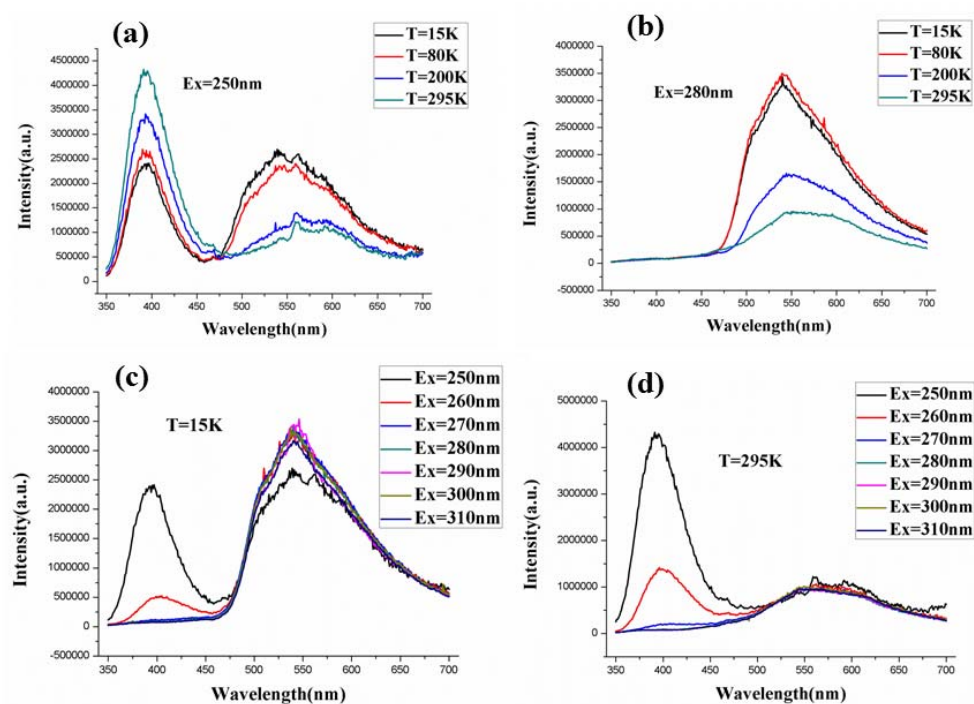 (a)
Ex=250nm
T=15K
T=80K
T=200K
T=295K
Intensity(a.u.)
4500000
4000000
3500000
3000000
2500000
2000000
1500000
1000000
500000
0
350 400 450 500 550 600 650 700
Wavelength(nm)
(b)
Ex=280nm
T=15K
T=80K
T=200K
T=295K
Intensity(a.u.)
4000000
3500000
3000000
2500000
2000000
1500000
1000000
500000
0
-500000
350 400 450 500 550 600 650 700
Wavelength(nm)
(c)
T=15K
Ex=250nm
Ex=260nm
Ex=270nm
Ex=280nm
Ex=290nm
Ex=300nm
Ex=310nm
Intensity(a.u.)
4000000
3500000
3000000
2500000
2000000
1500000
1000000
500000
0
-500000
350 400 450 500 550 600 650 700
Wavelength(nm)
(d)
T=295K
Ex=250nm
Ex=260nm
Ex=270nm
Ex=280nm
Ex=290nm
Ex=300nm
Ex=310nm
Intensity(a.u.)
5000000
4000000
3000000
2000000
1000000
0
350 400 450 500 550 600 650 700
Wavelength(nm)